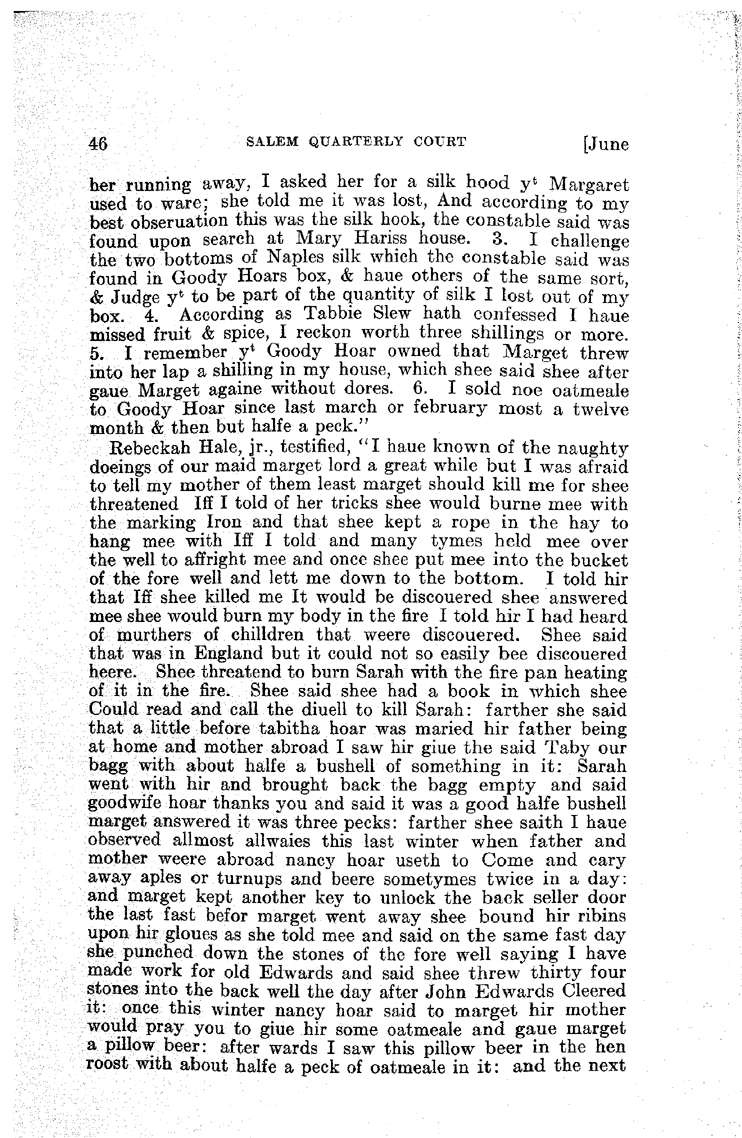 46 SALEM QUARTERLY COURT [June
her running away, I asked her for a silk hood yᵗ Margaret
used to ware; she told me it was lost, And according to my
best obseruation this was the silk hook, the constable said was
found upon search at Mary Hariss house. 3. I challenge
the two bottoms of Naples silk which the constable said was
found in Goody Hoars box, & haue others of the same sort,
& Judge yᵗ to be part of the quantity of silk I lost out of my
box. 4. According as Tabbie Slew hath confessed I haue
missed fruit & spice, I reckon worth three shillings or more.
5. I remember yᵗ Goody Hoar owned that Marget threw
into her lap a shilling in my house, which shee said shee after
gaue Marget againe without dores. 6. I sold noe oatmeale
to Goody Hoar since last march or february most a twelve
month & then but halfe a peck."
Rebeckah Hale, jr., testified, "I haue known of the naughty
doeings of our maid marget lord a great while but I was afraid
to tell my mother of them least marget should kill me for shee
threatened Iff I told of her tricks shee would burne mee with
the marking Iron and that shee kept a rope in the hay to
hang mee with Iff I told and many tymes held mee over
the well to affright mee and once shee put mee into the bucket
of the fore well and lett me down to the bottom. I told hir
that Iff shee killed me It would be discouered shee answered
mee shee would burn my body in the fire I told hir I had heard
of murthers of chilldren that weere discouered. Shee said
that was in England but it could not so easily bee discouered
heere. Shee threatend to burn Sarah with the fire pan heating
of it in the fire. Shee said shee had a book in which shee
Could read and call the diuell to kill Sarah: farther she said
that a little before tabitha hoar was maried hir father being
at home and mother abroad I saw hir giue the said Taby our
bagg with about halfe a bushell of something in it: Sarah
went with hir and brought back the bagg empty and said
goodwife hoar thanks you and said it was a good halfe bushell
marget answered it was three pecks: farther shee saith I haue
observed allmost allwaies this last winter when father and
mother weere abroad nancy hoar useth to Come and cary
away aples or turnups and beere sometymes twice in a day:
and marget kept another key to unlock the back seller door
the last fast befor marget went away shee bound hir ribins
upon hir gloues as she told mee and said on the same fast day
she punched down the stones of the fore well saying I have
made work for old Edwards and said shee threw thirty four
stones into the back well the day after John Edwards Cleered
it: once this winter nancy hoar said to marget hir mother
would pray you to giue hir some oatmeale and gaue marget
a pillow beer: after wards I saw this pillow beer in the hen
roost with about halfe a peck of oatmeale in it: and the next